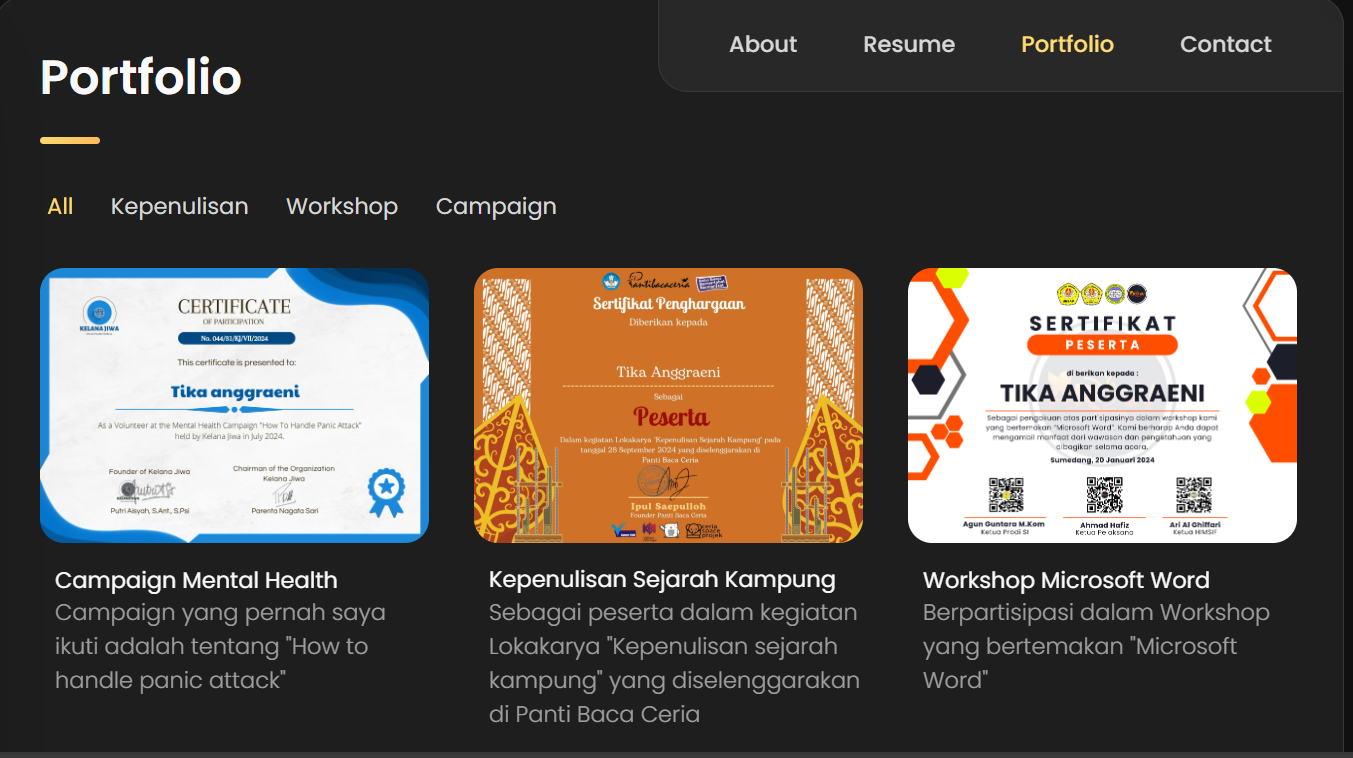 About Resume Portfolio Contact
Portfolio
All Kepenulisan Workshop Campaign
KELANA JIWA
CERTIFICATE
OF PARTICIPATION
No. 044/S1/KJ/VII/2024
This certificate is presented to:
Tika anggraeni
As a Volunteer at the Mental Health Campaign "How To Handle Panic Attack"
held by Kelana Jiwa in July 2024.
Founder of Kelana Jiwa
Chairman of the Organization
Kelana Jiwa
Putri Aisyah, S.Ant., S.Psi
Parenta Nagata Sari
Pantibacaceria
Sertifikat Penghargaan
Diberikan kepada
Tika Anggraeni
Sebagai
Peserta
Dalam kegiatan Lokakarya "Kepenulisan Sejarah Kampung" pada
tanggal 28 September 2024 yang diselenggarakan di
Panti Baca Ceria
Ipul Saepulloh
Founder Panti Baca Ceria
ceria
space
projek
SERTIFIKAT
PESERTA
di berikan kepada :
TIKA ANGGRAENI
Sebagai pengakuan atas partisipasinya dalam workshop kami
yang bertemakan "Microsoft Word". Kami berharap Anda dapat
mengamail manfaat dari wawasan dan pengetahuan yang
dibagikan selama acara.
Sumedang, 20 Januari 2024
Agun Guntara M.Kom
Ketua Prodi SI
Ahmad Hafiz
Ketua Pelaksana
Ari Al Ghiffari
Ketua HIMSIF
Campaign Mental Health
Campaign yang pernah saya
ikuti adalah tentang "How to
handle panic attack"
Kepenulisan Sejarah Kampung
Sebagai peserta dalam kegiatan
Lokakarya "Kepenulisan sejarah
kampung" yang diselenggarakan
di Panti Baca Ceria
Workshop Microsoft Word
Berpartisipasi dalam Workshop
yang bertemakan "Microsoft
Word"